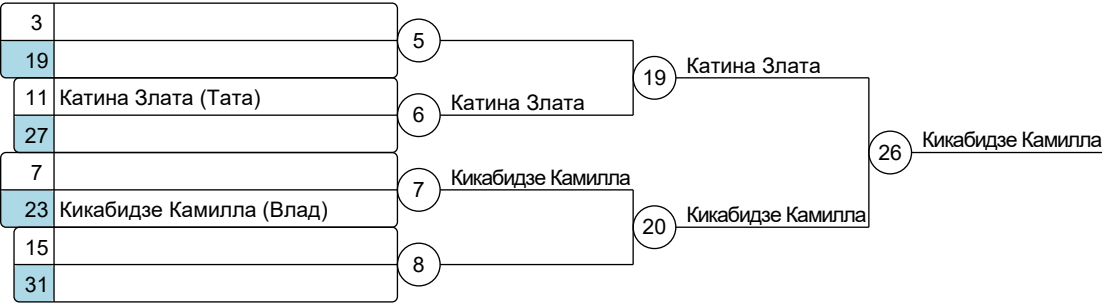 3
5
19
19 Катина Злата
11 Катина Злата (Тата)
6 Катина Злата
27
26 Кикабидзе Камилла
7
7 Кикабидзе Камилла
23 Кикабидзе Камилла (Влад)
20 Кикабидзе Камилла
15
8
31